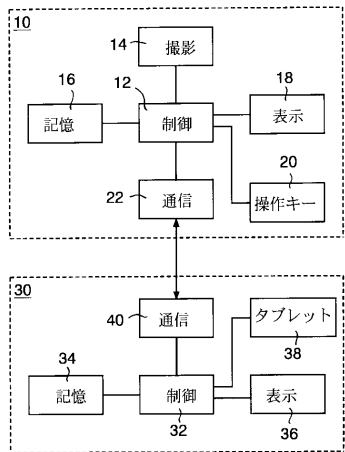 10
14
撮影
16
12
18
記憶
制御
表示
20
22
通信
操作キー
30
40
通信
タブレット
38
34
記憶
制御
表示
32
36